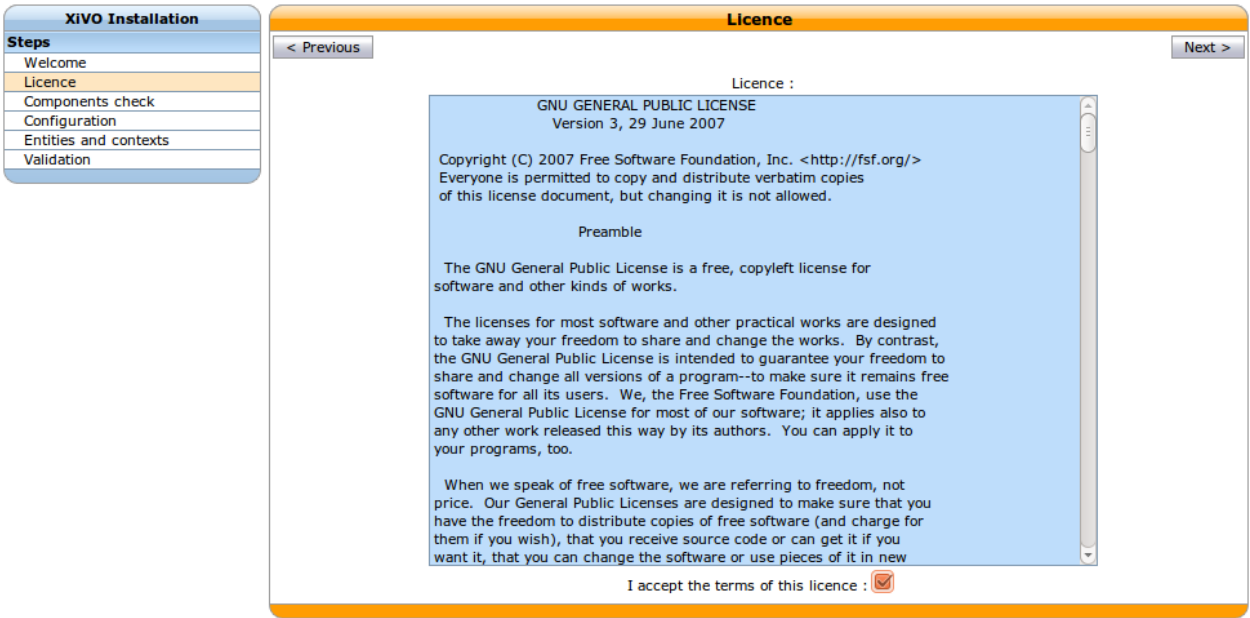 XiVO Installation
Steps
Welcome
Licence
Components check
Configuration
Entities and contexts
Validation
Licence
< Previous
Next >
Licence :
GNU GENERAL PUBLIC LICENSE
Version 3, 29 June 2007
Copyright (C) 2007 Free Software Foundation, Inc. <http://fsf.org/>
Everyone is permitted to copy and distribute verbatim copies
of this license document, but changing it is not allowed.
Preamble
The GNU General Public License is a free, copyleft license for
software and other kinds of works.
The licenses for most software and other practical works are designed
to take away your freedom to share and change the works.  By contrast,
the GNU General Public License is intended to guarantee your freedom to
share and change all versions of a program--to make sure it remains free
software for all its users.  We, the Free Software Foundation, use the
GNU General Public License for most of our software; it applies also to
any other work released this way by its authors.  You can apply it to
your programs, too.
When we speak of free software, we are referring to freedom, not
price.  Our General Public Licenses are designed to make sure that you
have the freedom to distribute copies of free software (and charge for
them if you wish), that you receive source code or can get it if you
want it, that you can change the software or use pieces of it in new
I accept the terms of this licence :